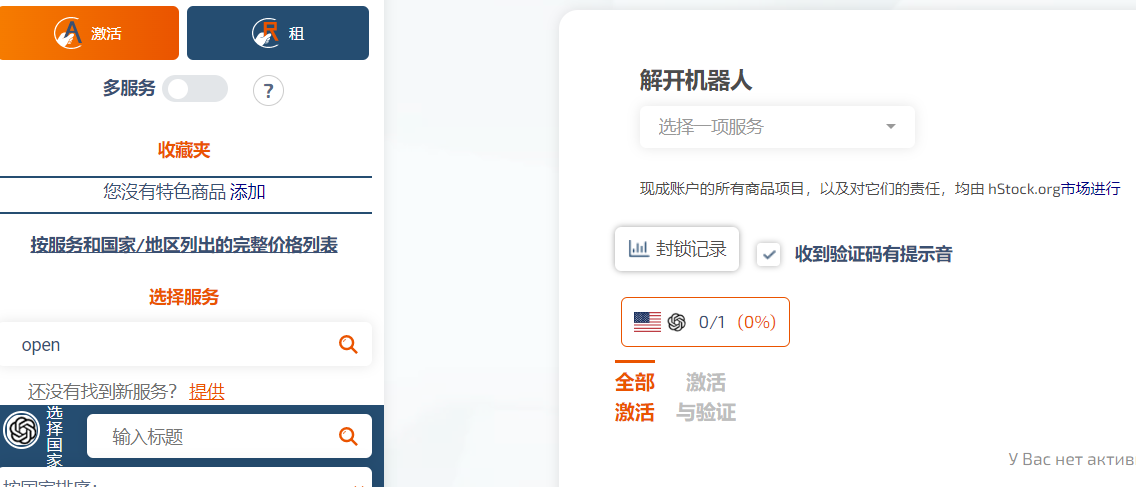 激活
租
多服务
?
收藏夹
您沒有特色商品 添加
按服务和国家/地区列出的完整价格列表
选择服务
open
还没有找到新服务? 提供
选择国家
输入标题
解开机器人
选择一项服务
现成账户的所有商品项目，以及对它们的责任，均由 hStock.org市场进行
封锁记录
收到验证码有提示音
0/1 (0%)
全部 激活
激活 与验证
У Вас нет актив